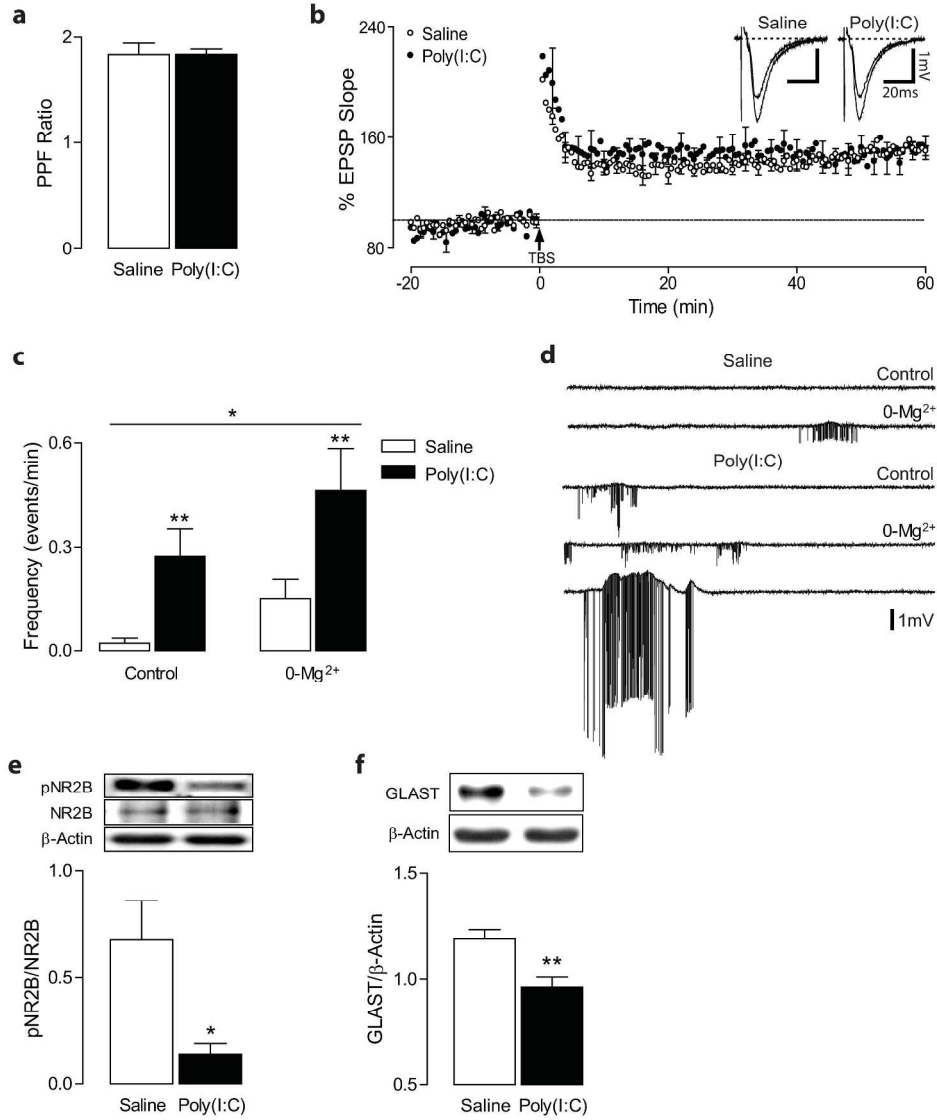 a
2
1
0
PPF Ratio
Saline Poly(I:C)
b
240
160
80
% EPSP Slope
Saline
Poly(I:C)
Saline
Poly(I:C)
1mV
20ms
TBS
-20 0 20 40 60
Time (min)
c
*
0.6
0.3
0.0
Frequency (events/min)
**
**
Saline
Poly(I:C)
Control 0-Mg²⁺
d
Saline
Control
0-Mg²⁺
Poly(I:C)
Control
0-Mg²⁺
1mV
e
pNR2B
NR2B
β-Actin
1.0
0.5
0.0
pNR2B/NR2B
*
Saline Poly(I:C)
f
GLAST
β-Actin
1.5
1.0
0.5
GLAST/β-Actin
**
Saline Poly(I:C)